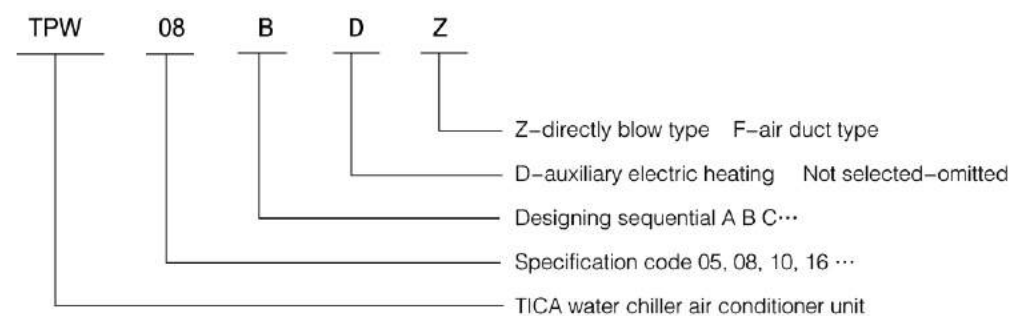 TPW 08 B D Z
Z–directly blow type F–air duct type
D–auxiliary electric heating Not selected–omitted
Designing sequential A B C···
Specification code 05, 08, 10, 16 ···
TICA water chiller air conditioner unit